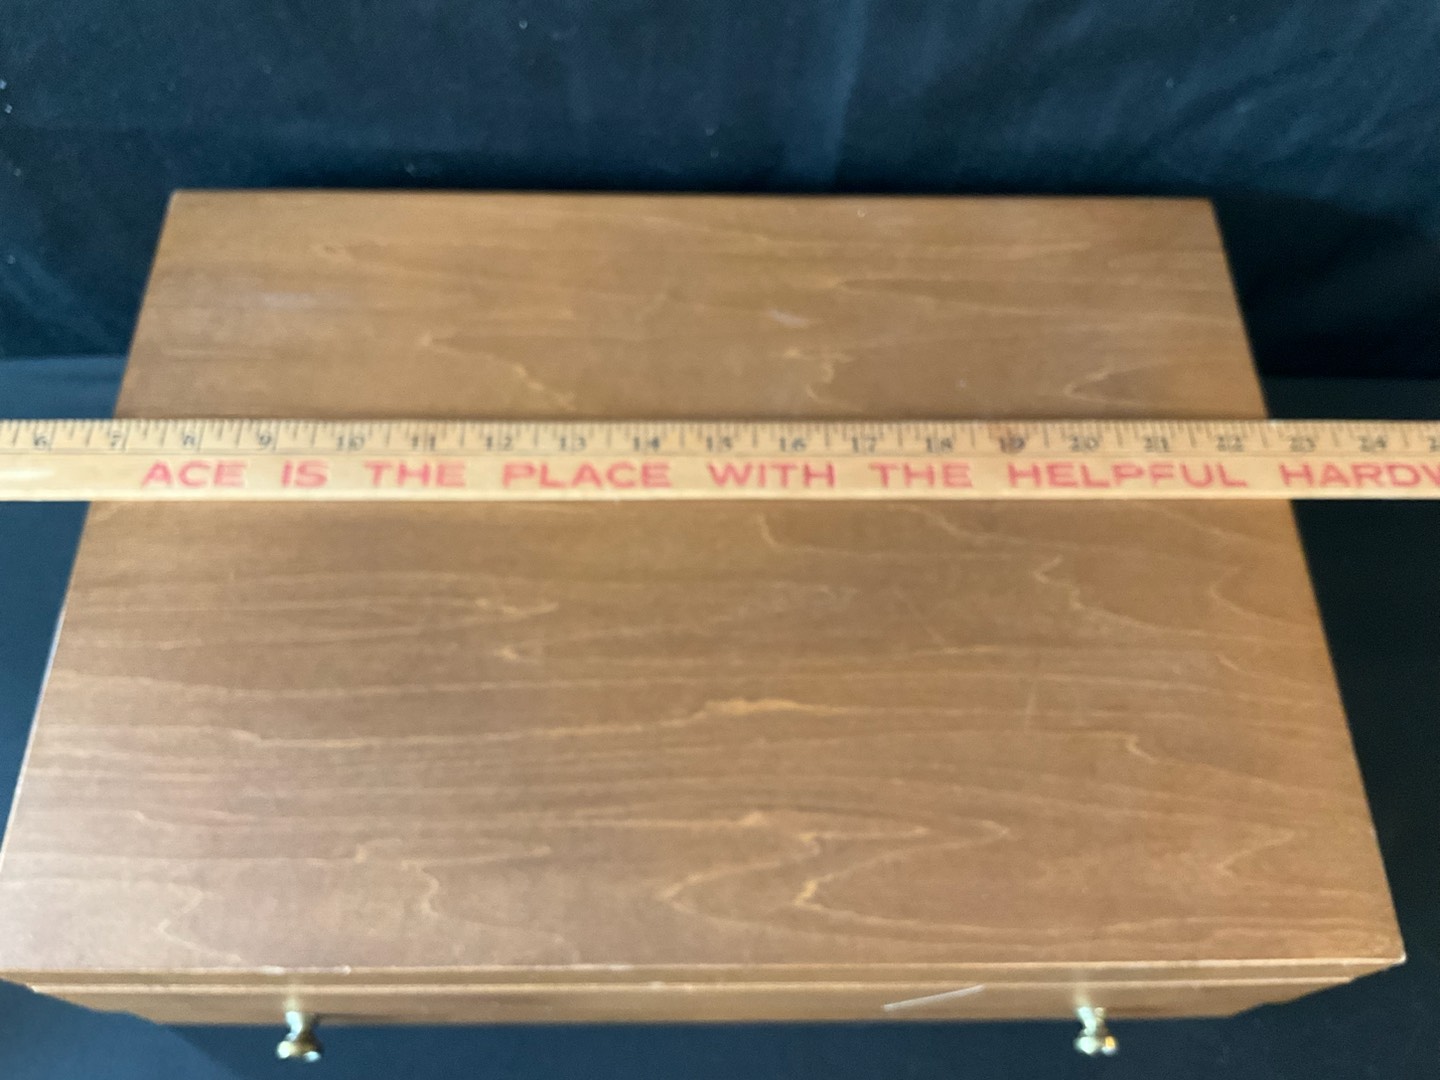 6 7 8 9 10 11 12 13 14 15 16 17 18 19 20 21 22 23 24
ACE IS THE PLACE WITH THE HELPFUL HARDW